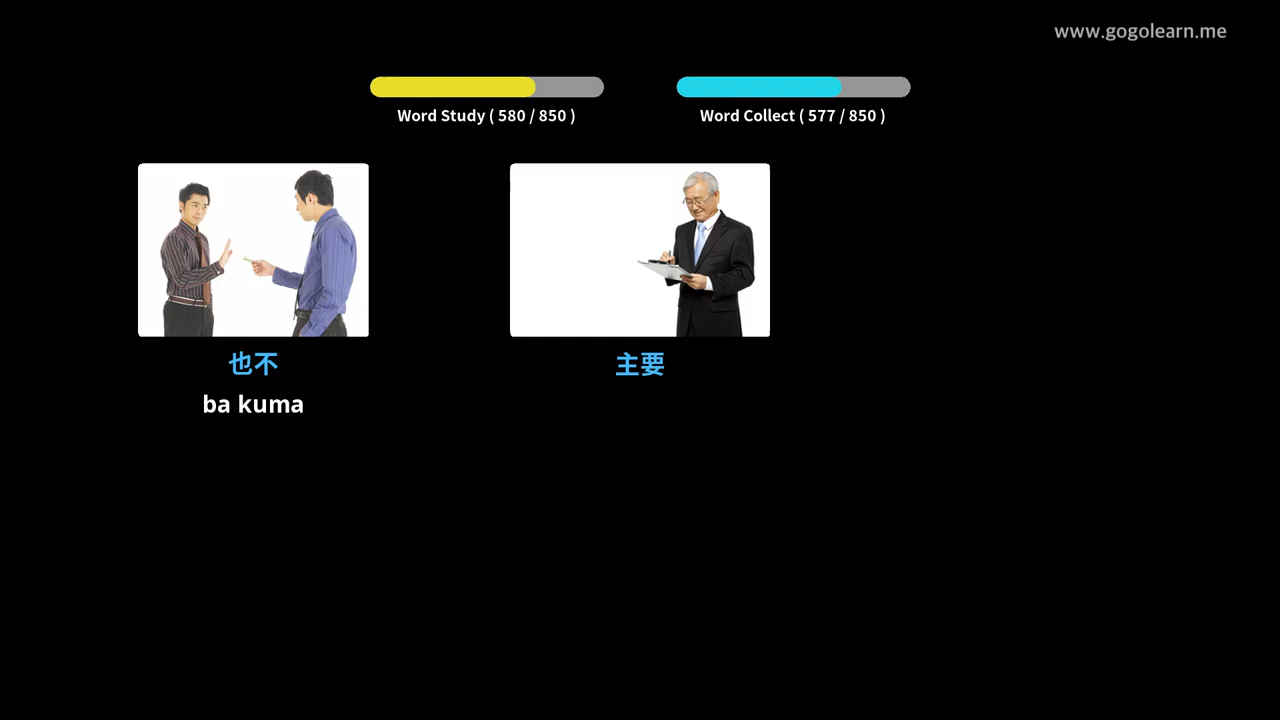 www.gogolearn.me
Word Study ( 580 / 850 )
Word Collect ( 577 / 850 )
也不
ba kuma
主要